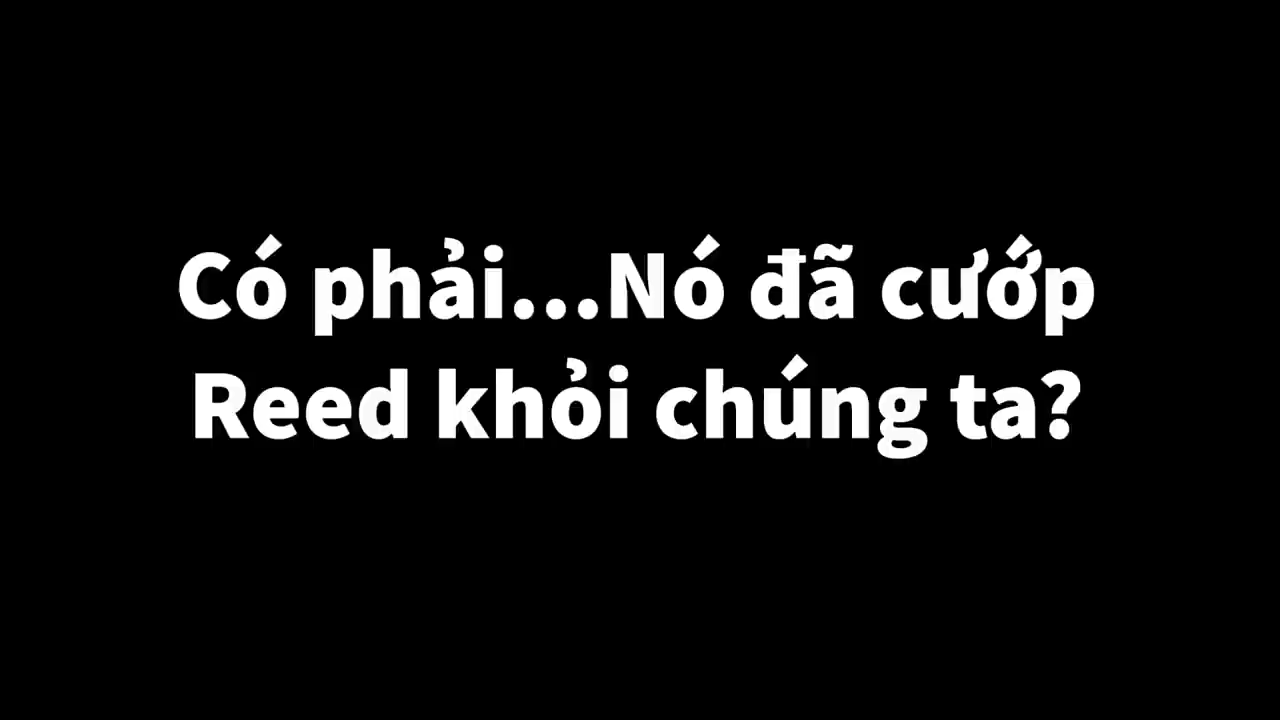 Có phải...Nó đã cướp
Reed khỏi chúng ta?